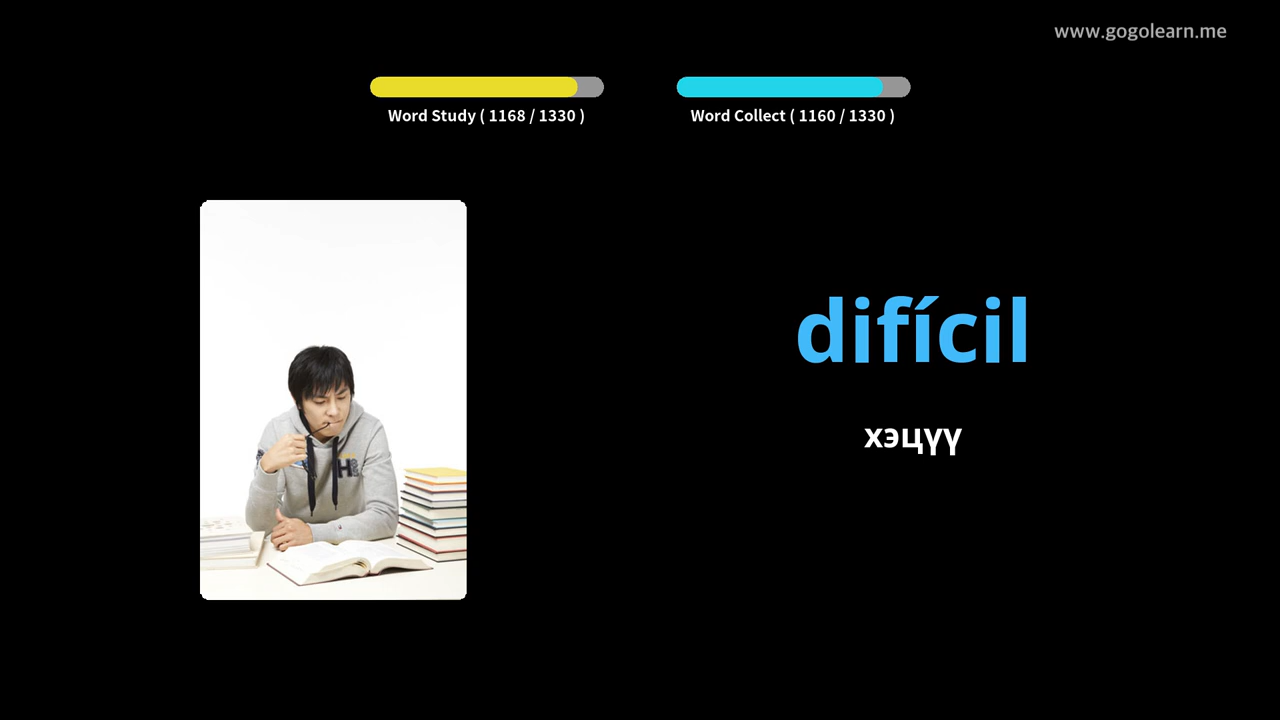 www.gogolearn.me
Word Study ( 1168 / 1330 )
Word Collect ( 1160 / 1330 )
difícil
хэцүү
H